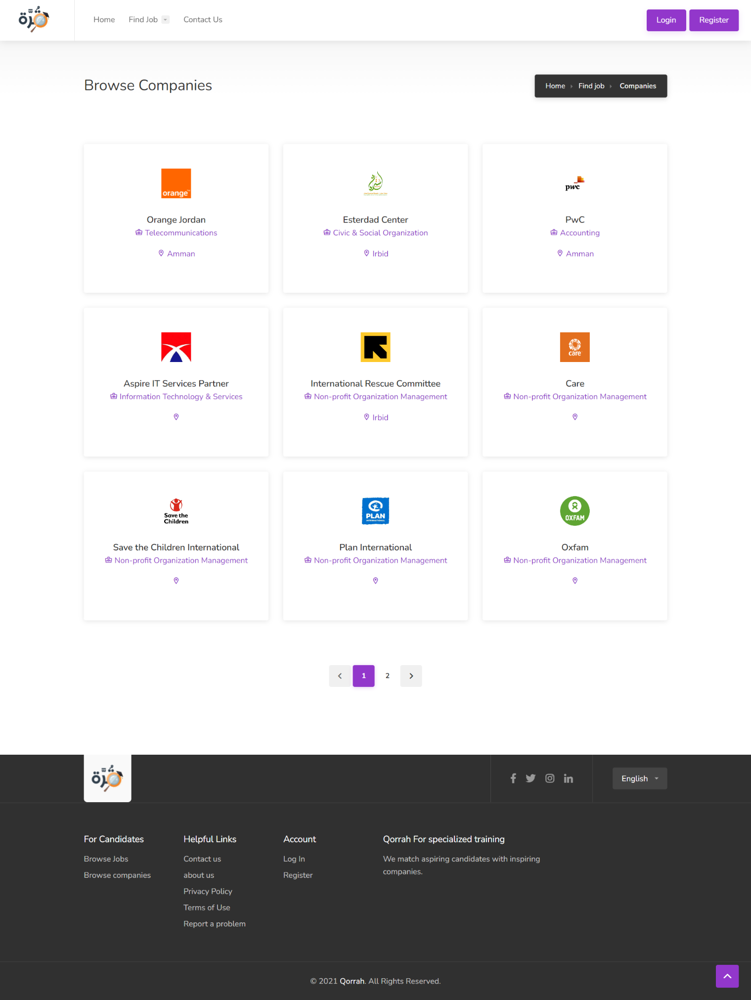 قرة
Home
Find Job
Contact Us
Login
Register
Browse Companies
Home
Find job
Companies
orange™
Orange Jordan
Telecommunications
Amman
استرداد
Esterdad Center
Civic & Social Organization
Irbid
pwc
PwC
Accounting
Amman
Aspire IT Services Partner
Information Technology & Services
International Rescue Committee
Non-profit Organization Management
Irbid
care
Care
Non-profit Organization Management
Save the
Children
Save the Children International
Non-profit Organization Management
PLAN
INTERNATIONAL
Plan International
Non-profit Organization Management
OXFAM
Oxfam
Non-profit Organization Management
1
2
قرة
English
For Candidates
Browse Jobs
Browse companies
Helpful Links
Contact us
about us
Privacy Policy
Terms of Use
Report a problem
Account
Log In
Register
Qorrah For specialized training
We match aspiring candidates with inspiring
companies.
© 2021 Qorrah. All Rights Reserved.